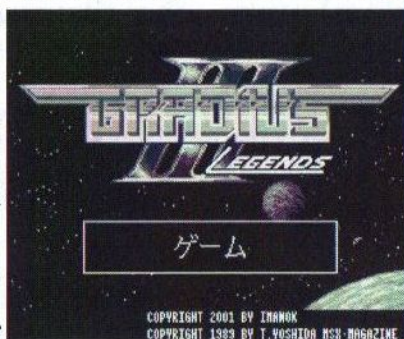 GRADIUS
III
LEGENDS
ゲーム
COPYRIGHT 2001 BY IMANOK
COPYRIGHT 1989 BY T.YOSHIDA MSX·MAGAZINE